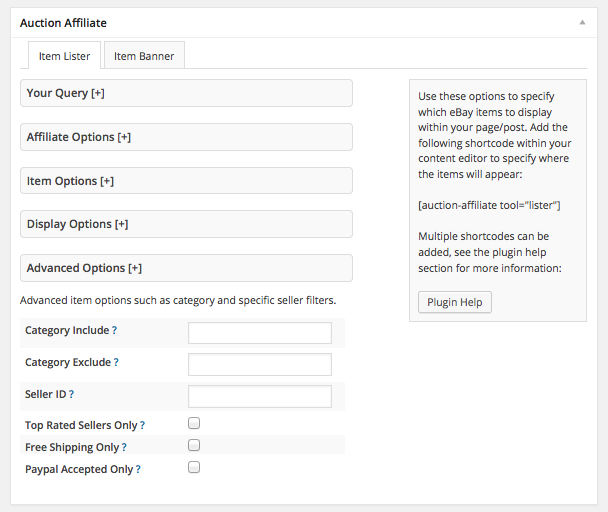 Auction Affiliate
Item Lister
Item Banner
Your Query [+]
Affiliate Options [+]
Item Options [+]
Display Options [+]
Advanced Options [+]
Advanced item options such as category and specific seller filters.
Category Include ?
Category Exclude ?
Seller ID ?
Top Rated Sellers Only ?
Free Shipping Only ?
Paypal Accepted Only ?
Use these options to specify
which eBay items to display
within your page/post. Add the
following shortcode within your
content editor to specify where
the items will appear:
[auction-affiliate tool="lister"]
Multiple shortcodes can be
added, see the plugin help
section for more information:
Plugin Help